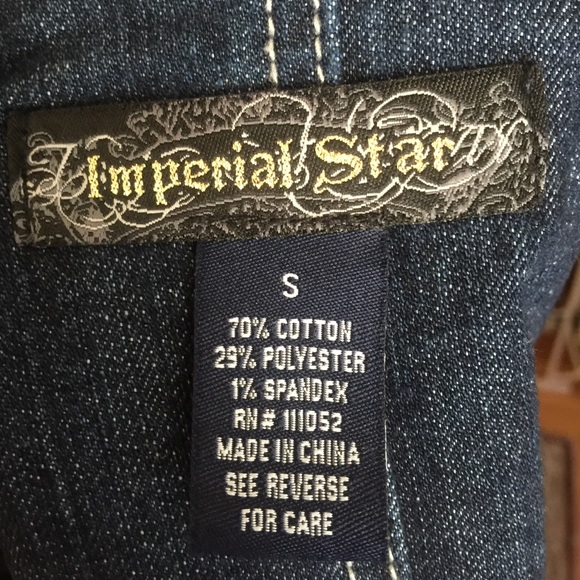 Imperial Star
S
70% COTTON
29% POLYESTER
1% SPANDEX
RN# 111052
MADE IN CHINA
SEE REVERSE
FOR CARE